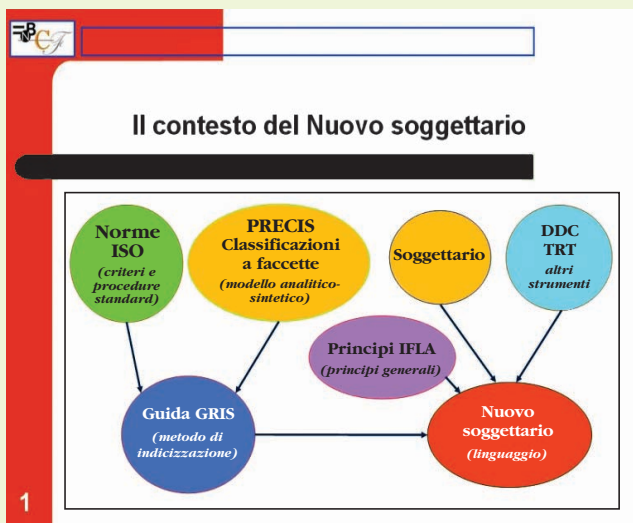 BNCF
Il contesto del Nuovo soggettario
Norme
ISO
(criteri e
procedure
standard)
PRECIS
Classificazioni
a faccette
(modello analitico-
sintetico)
Soggettario
DDC
TRT
altri
strumenti
Principi IFLA
(principi generali)
Guida GRIS
(metodo di
indicizzazione)
Nuovo
soggettario
(linguaggio)
1